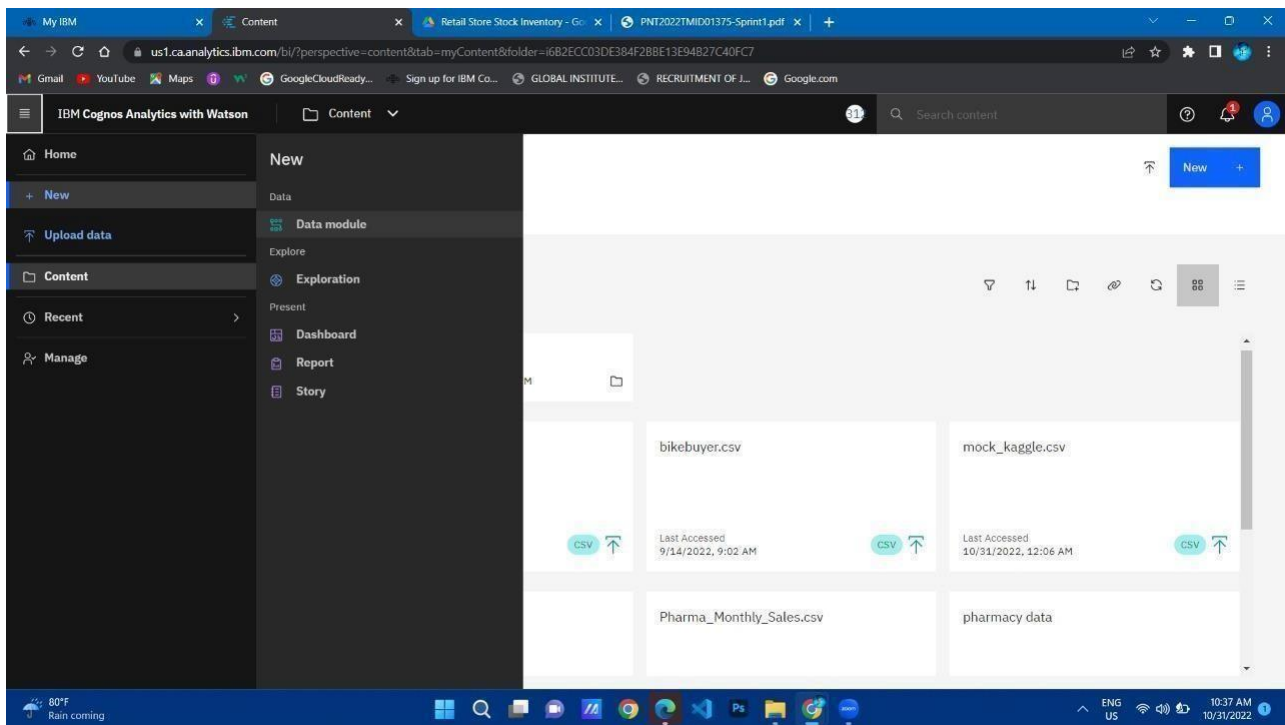 My IBM
Content
Retail Store Stock Inventory - Go
PNT2022TMID01375-Sprint1.pdf
us1.ca.analytics.ibm.com/bi/?perspective=content&tab=myContent&folder=i6B2ECC03DE384F2BBE13E94B27C40FC7
Gmail
YouTube
Maps
GoogleCloudReady...
Sign up for IBM Co...
GLOBAL INSTITUTE...
RECRUITMENT OF J...
Google.com
IBM Cognos Analytics with Watson
Content
Search content
1
Home
New
Upload data
Content
Recent
Manage
New
Data
Data module
Explore
Exploration
Present
Dashboard
Report
Story
New +
M
bikebuyer.csv
mock_kaggle.csv
CSV
Last Accessed
9/14/2022, 9:02 AM
CSV
Last Accessed
10/31/2022, 12:06 AM
CSV
Pharma_Monthly_Sales.csv
pharmacy data
80°F
Rain coming
Ps
zoom
ENG
US
10:37 AM
10/31/2022
1